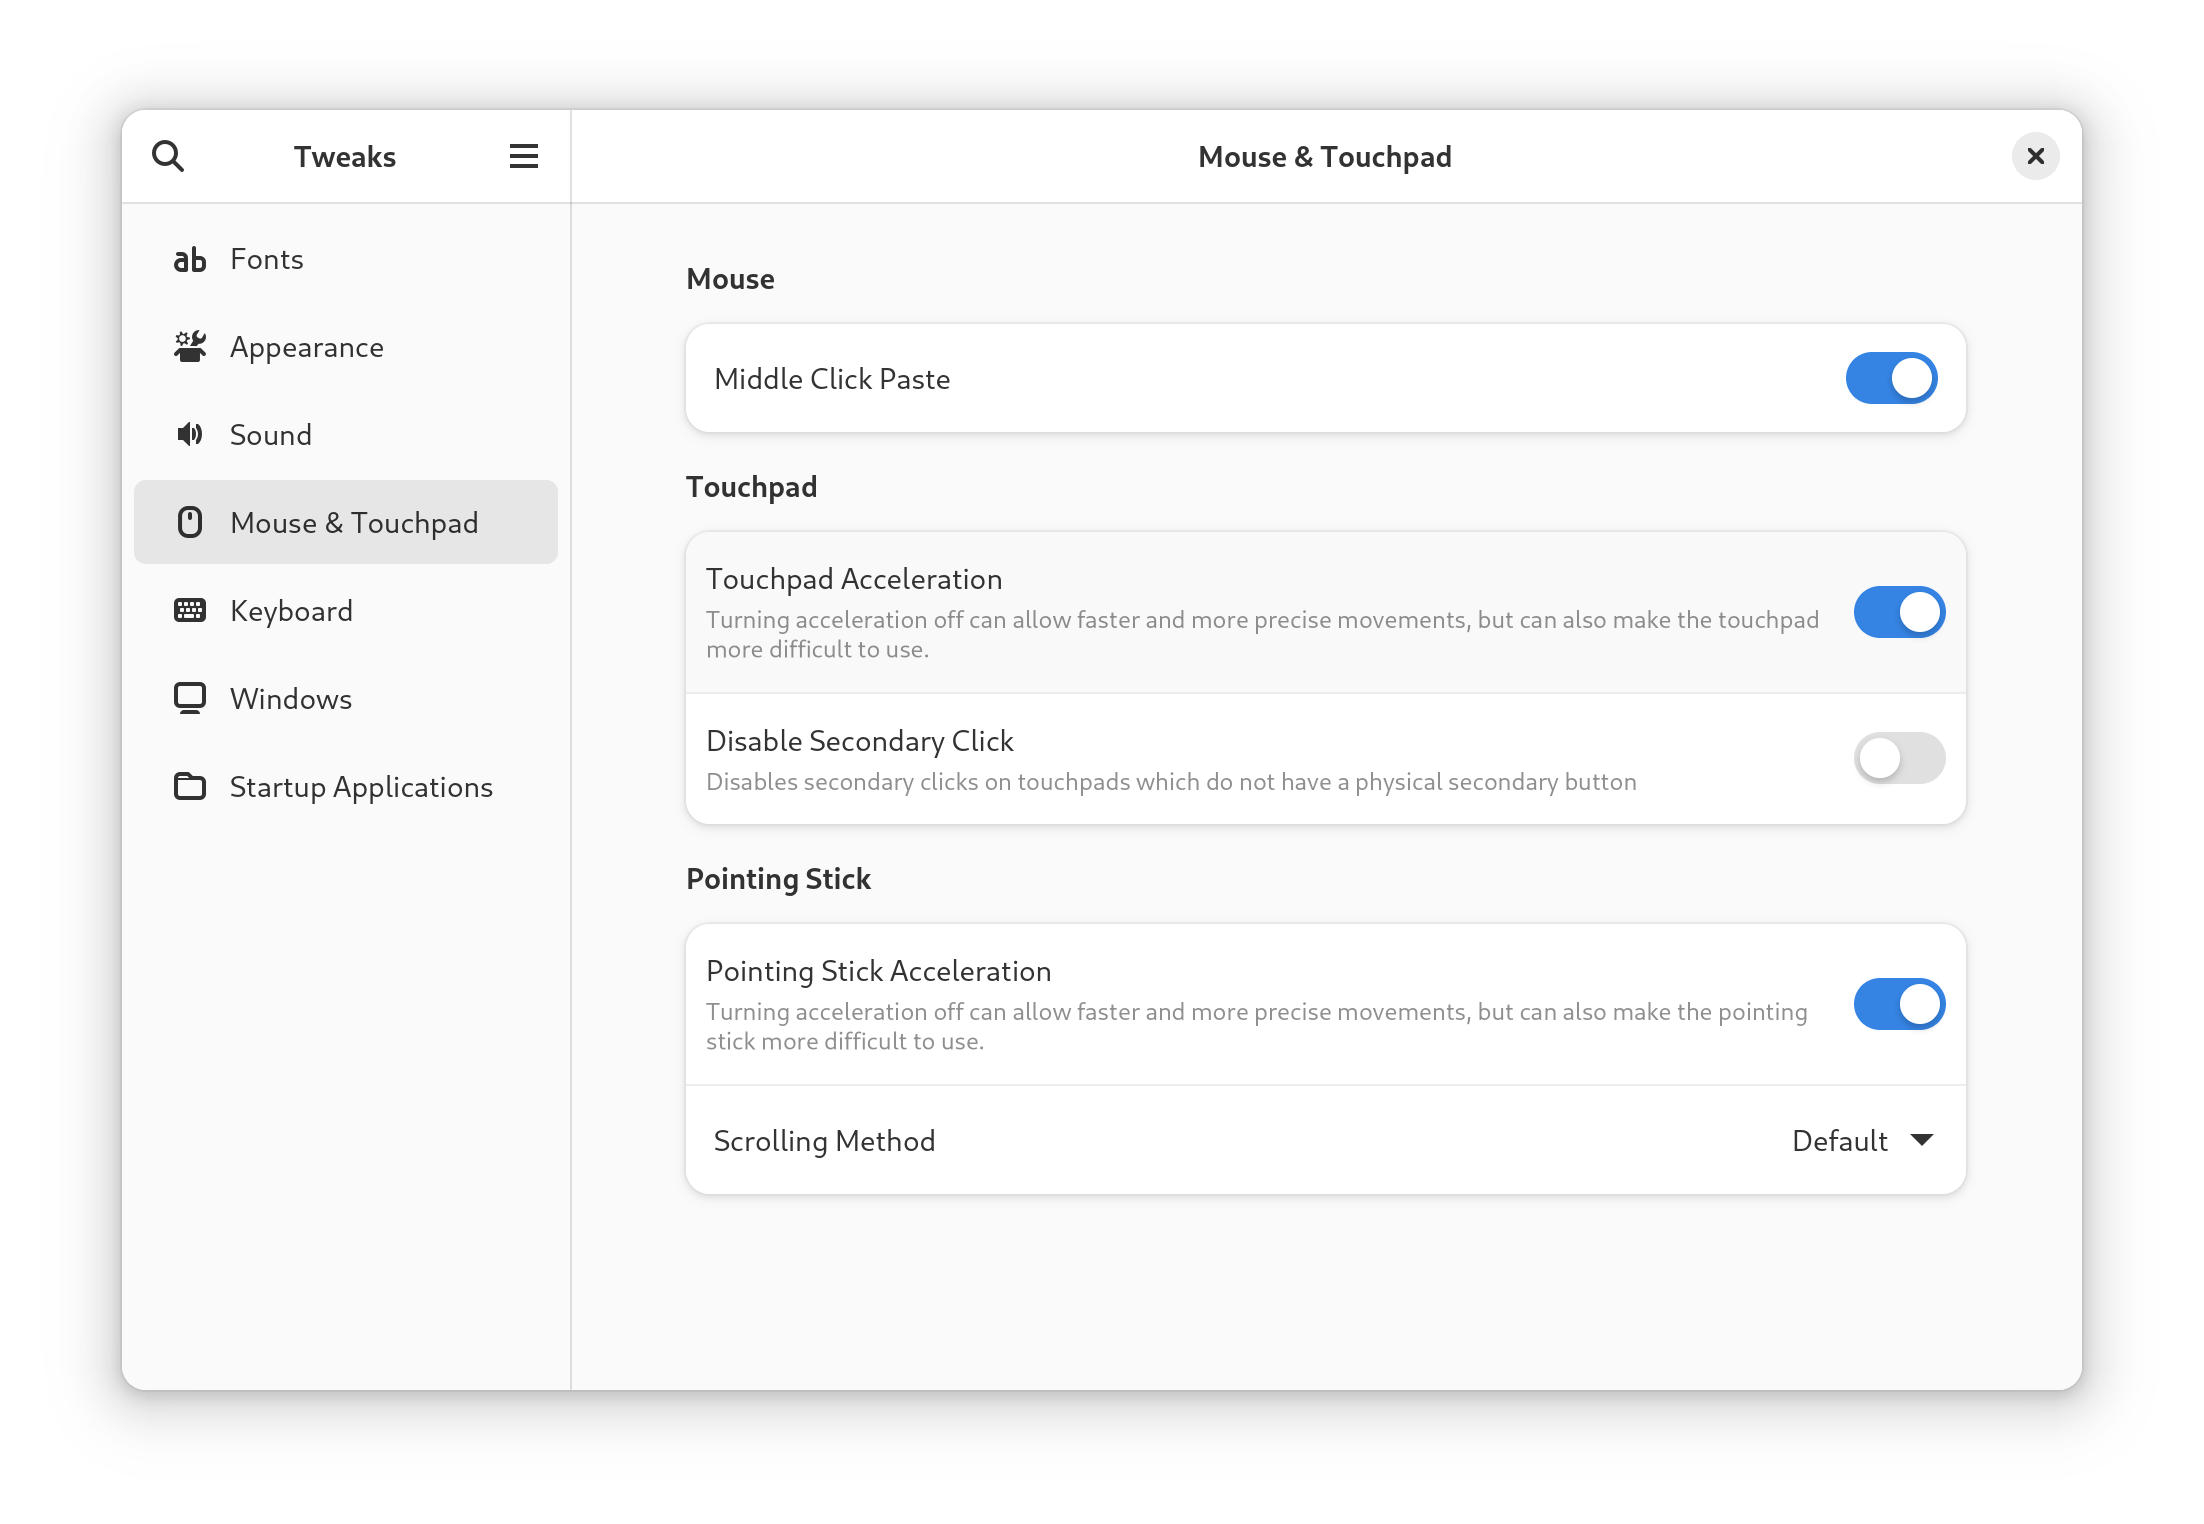 Tweaks
Mouse & Touchpad
Fonts
Appearance
Sound
Mouse & Touchpad
Keyboard
Windows
Startup Applications
Mouse
Middle Click Paste
Touchpad
Touchpad Acceleration
Turning acceleration off can allow faster and more precise movements, but can also make the touchpad
more difficult to use.
Disable Secondary Click
Disables secondary clicks on touchpads which do not have a physical secondary button
Pointing Stick
Pointing Stick Acceleration
Turning acceleration off can allow faster and more precise movements, but can also make the pointing
stick more difficult to use.
Scrolling Method
Default